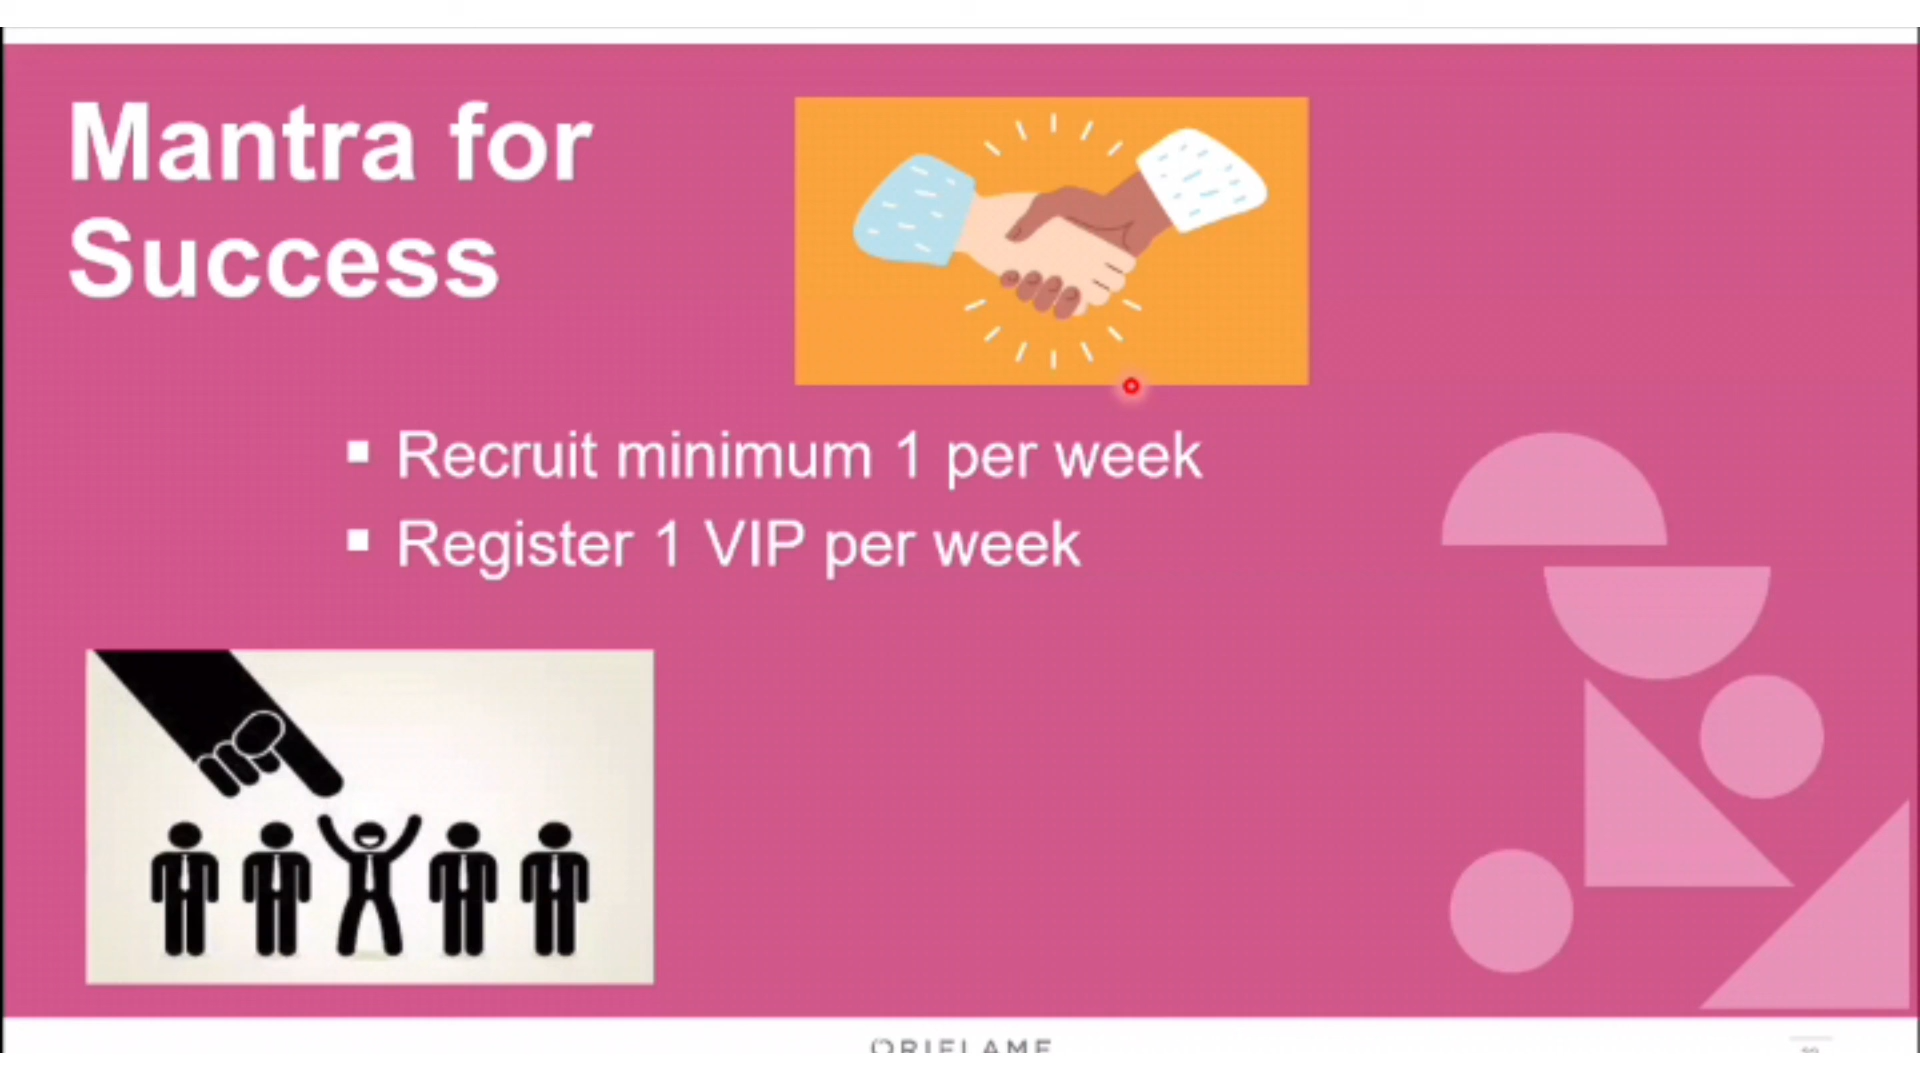 Mantra for
Success
Recruit minimum 1 per week
Register 1 VIP per week
ORIFLAME